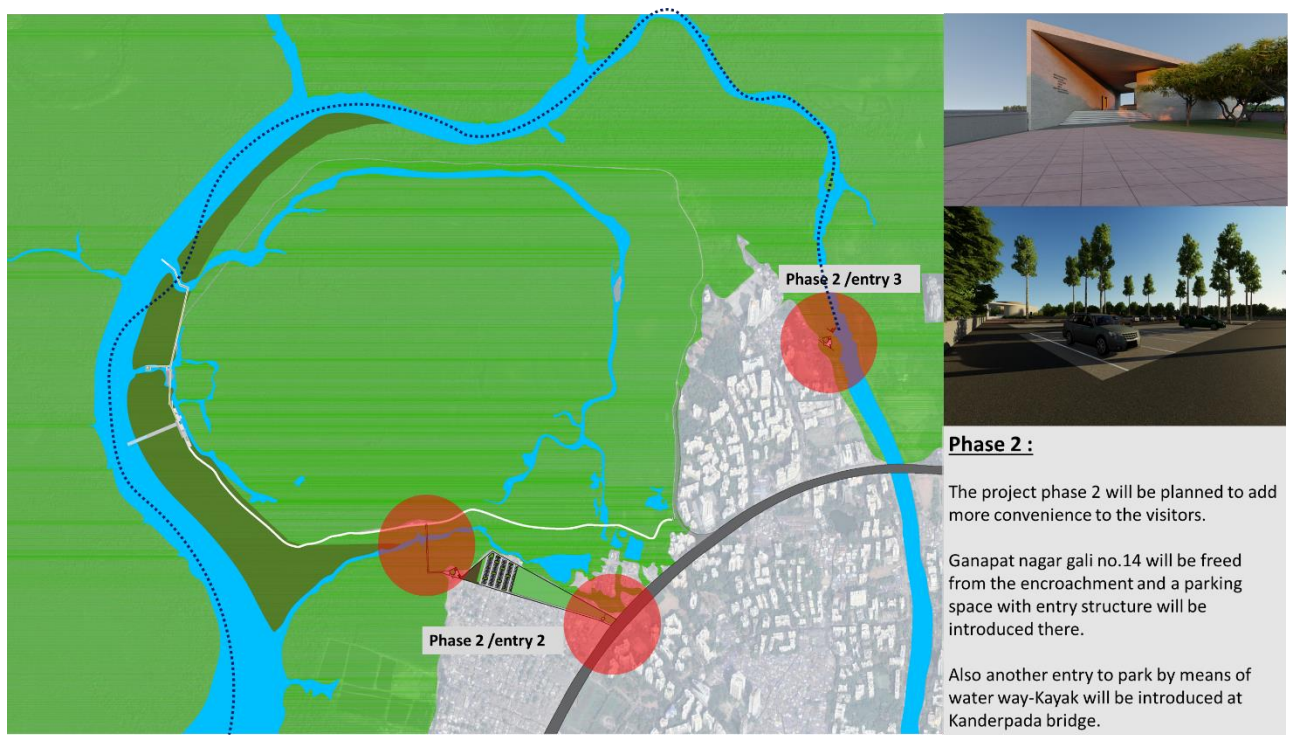 Phase 2 /entry 3
Phase 2 /entry 2
Phase 2 :
The project phase 2 will be planned to add
more convenience to the visitors.
Ganapat nagar gali no.14 will be freed
from the encroachment and a parking
space with entry structure will be
introduced there.
Also another entry to park by means of
water way-Kayak will be introduced at
Kanderpada bridge.